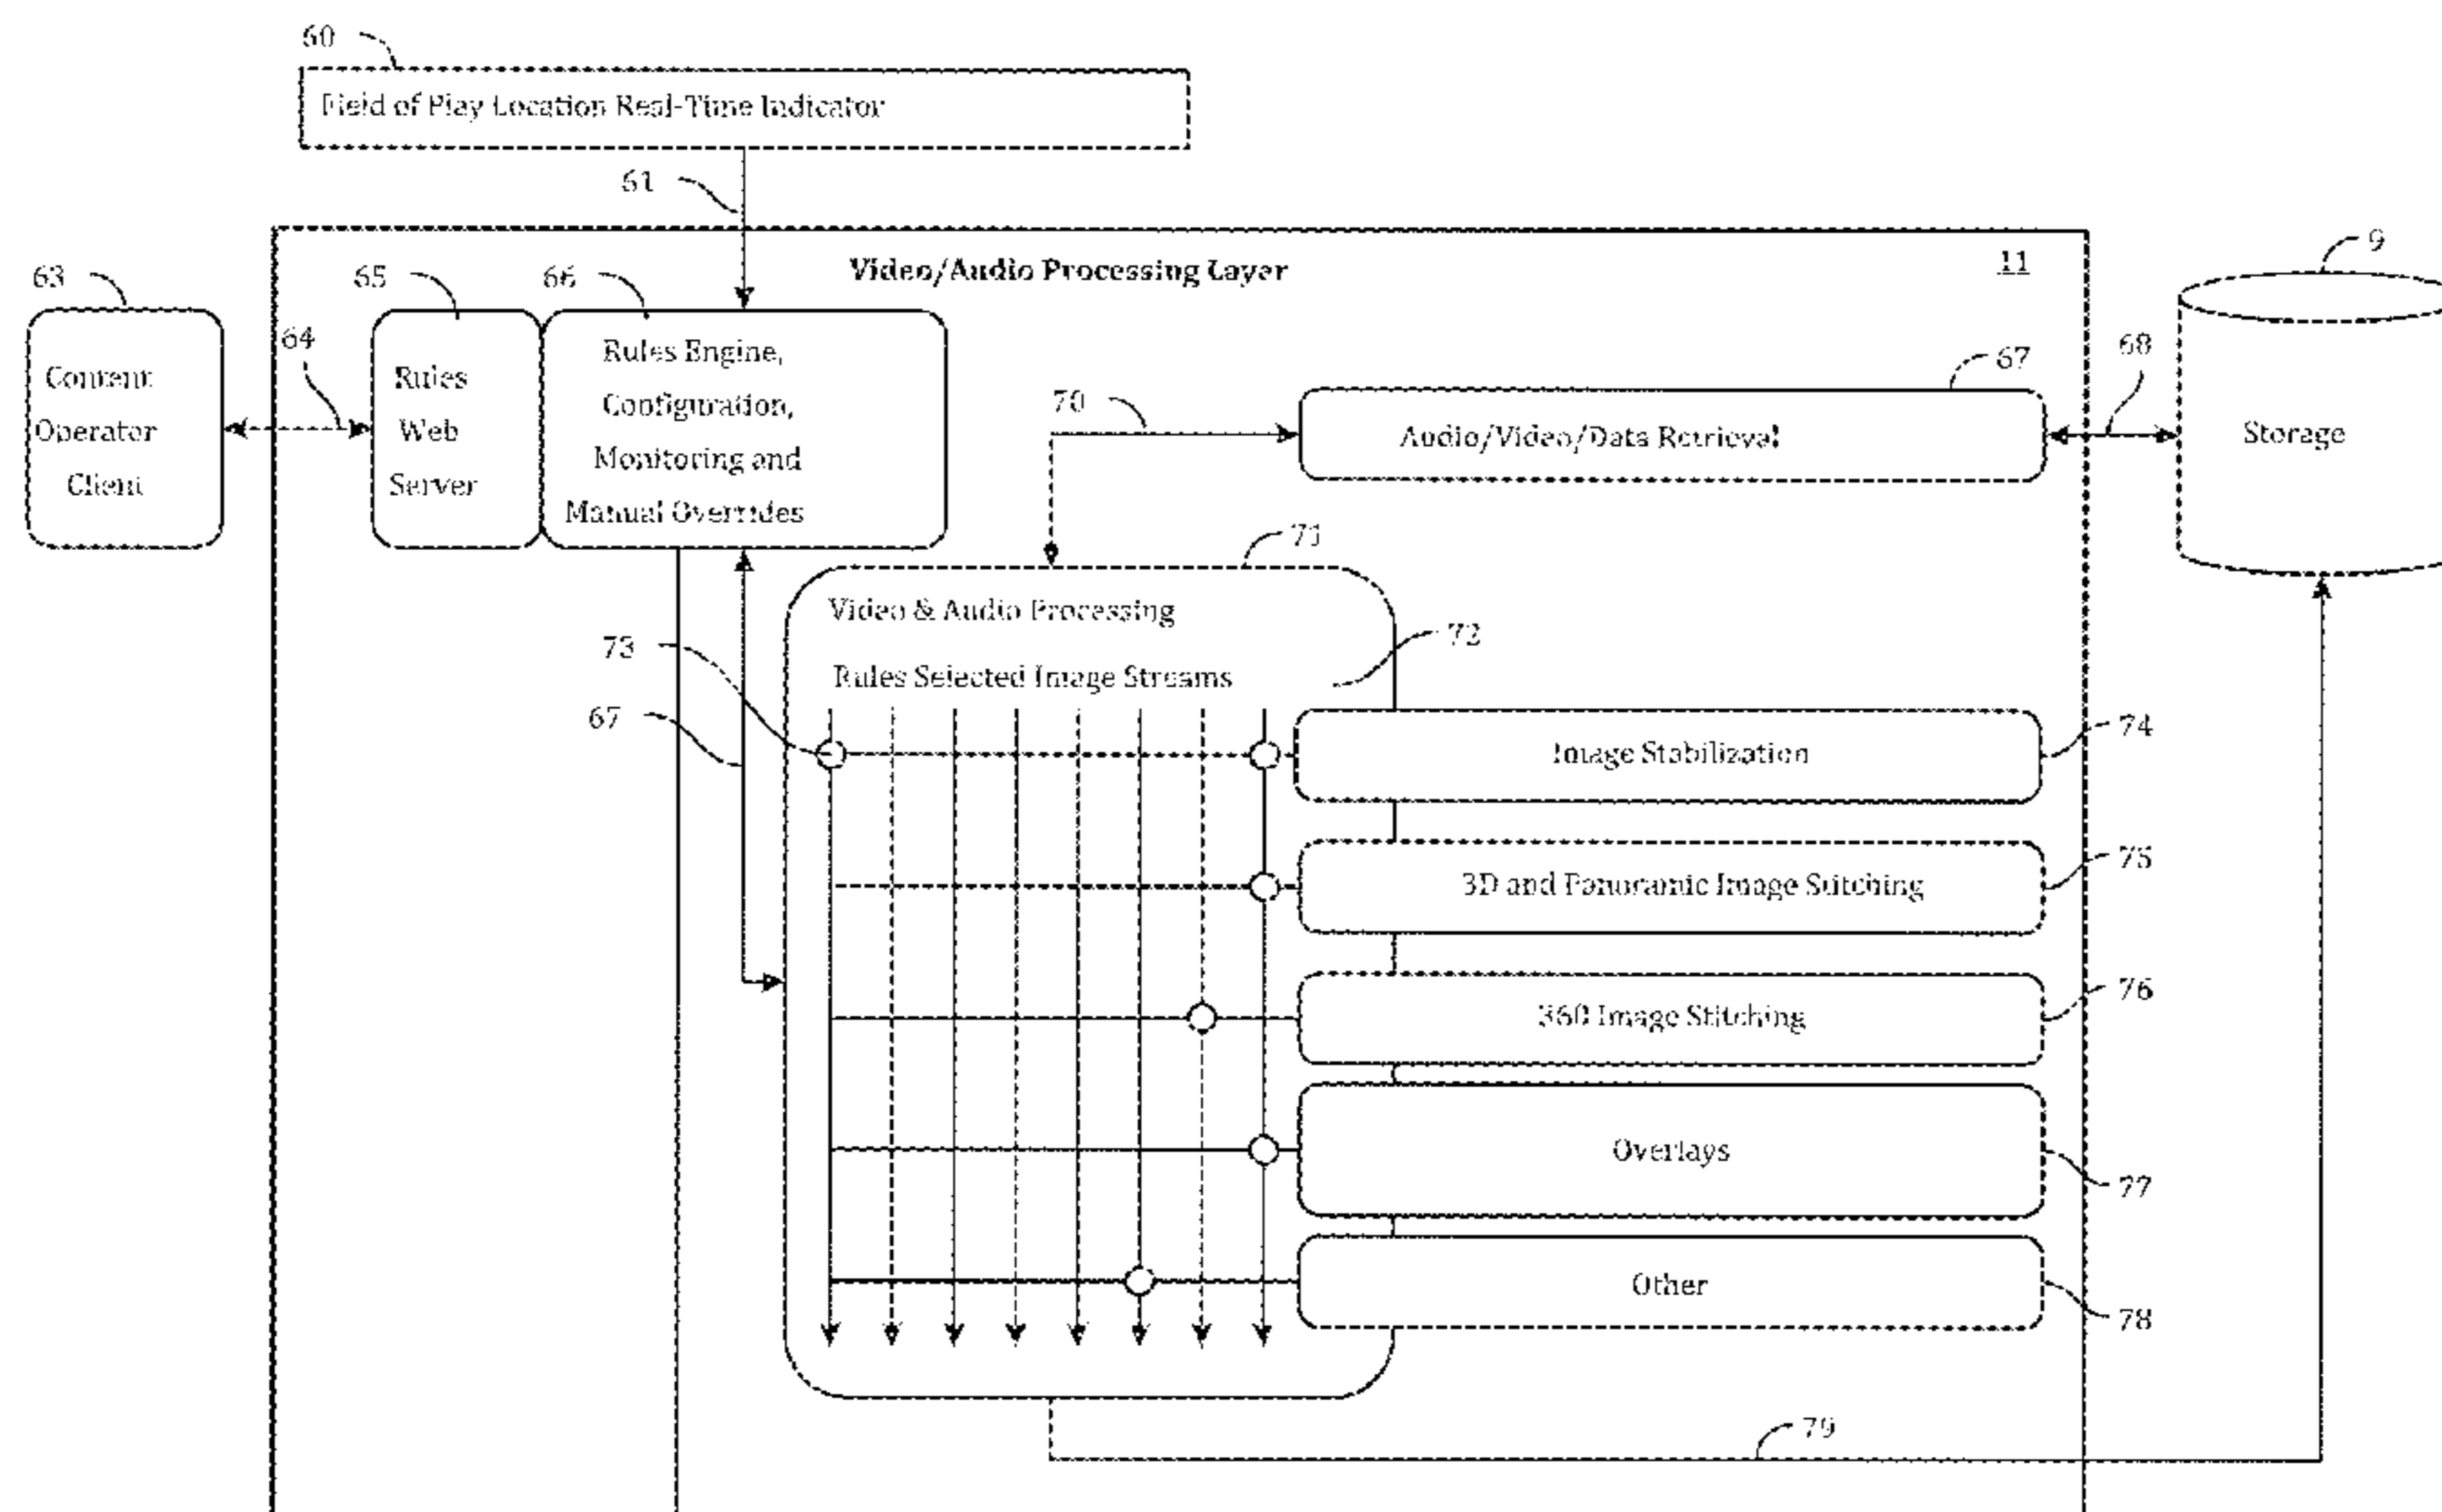 60
Field of Play Location Real-Time Indicator
61
Video/Audio Processing Layer
11
9
63
65
66
64
Content
Operator
Client
Rules
Web
Server
Rules Engine,
Configuration,
Monitoring and
Manual Overrides
70
67
68
Audio/Video/Data Retrieval
Storage
71
Video & Audio Processing
72
73
Rules Selected Image Streams
67
74
Image Stabilization
75
3D and Panoramic Image Stitching
76
360 Image Stitching
Overlays
77
Other
78
79